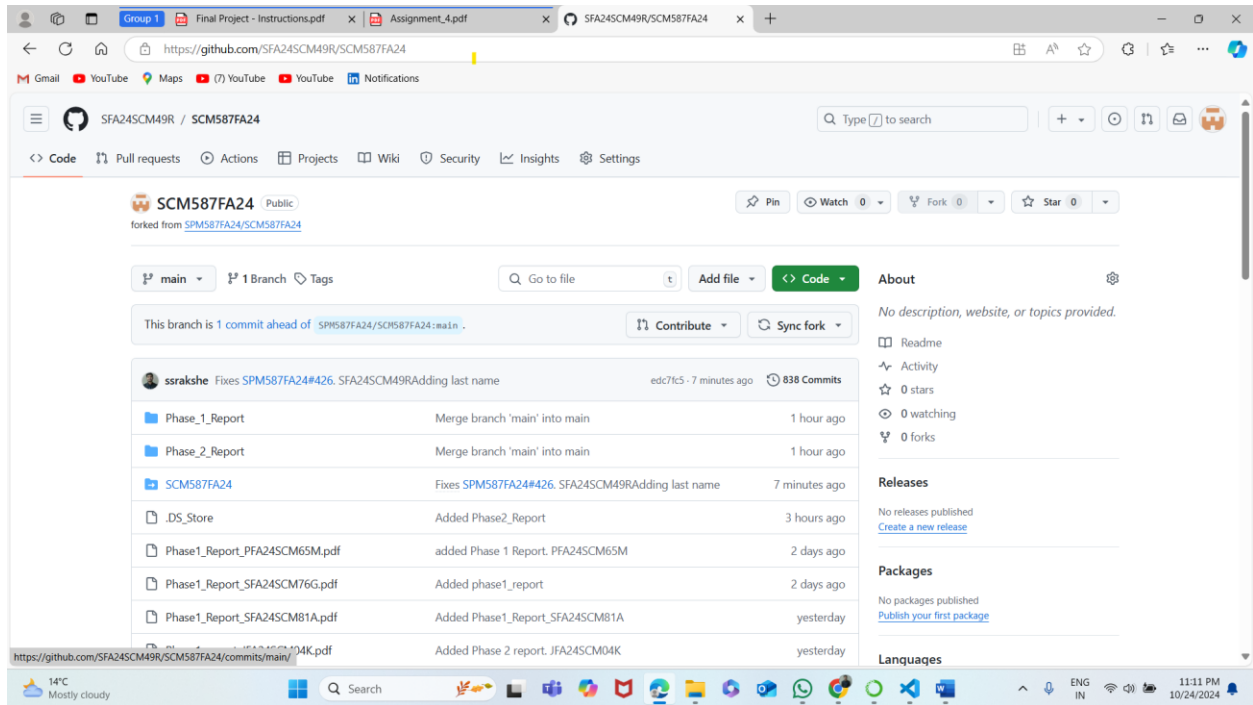 Group 1 Final Project - Instructions.pdf Assignment_4.pdf SFA24SCM49R/SCM587FA24
https://github.com/SFA24SCM49R/SCM587FA24
Gmail YouTube Maps (7) YouTube YouTube Notifications
SFA24SCM49R / SCM587FA24 Type / to search
Code Pull requests Actions Projects Wiki Security Insights Settings
SCM587FA24 Public Pin Watch 0 Fork 0 Star 0
forked from SPM587FA24/SCM587FA24
main 1 Branch Tags Go to file t Add file Code About
No description, website, or topics provided.
This branch is 1 commit ahead of SPM587FA24/SCM587FA24:main . Contribute Sync fork
Readme
Activity
ssrakshe Fixes SPM587FA24#426. SFA24SCM49RAdding last name edc7fc5 · 7 minutes ago 838 Commits
0 stars
Phase_1_Report Merge branch 'main' into main 1 hour ago
0 watching
0 forks
Phase_2_Report Merge branch 'main' into main 1 hour ago
SCM587FA24 Fixes SPM587FA24#426. SFA24SCM49RAdding last name 7 minutes ago
Releases
No releases published
.DS_Store Added Phase2_Report 3 hours ago
Create a new release
Phase1_Report_PFA24SCM65M.pdf added Phase 1 Report. PFA24SCM65M 2 days ago
Packages
Phase1_Report_SFA24SCM76G.pdf Added phase1_report 2 days ago
No packages published
Phase1_Report_SFA24SCM81A.pdf Added Phase1_Report_SFA24SCM81A yesterday
Publish your first package
04K.pdf Added Phase 2 report. JFA24SCM04K yesterday
Languages
https://github.com/SFA24SCM49R/SCM587FA24/commits/main/
14°C
Mostly cloudy
Search
ENG
IN
11:11 PM
10/24/2024